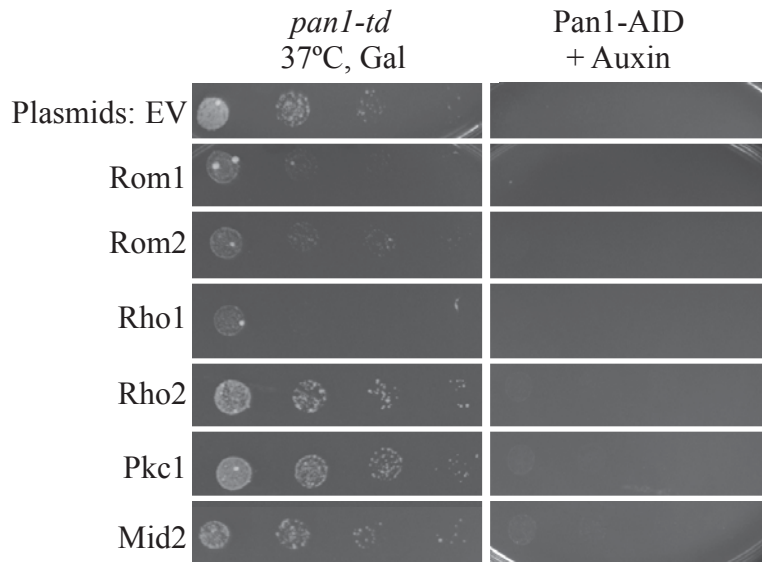 pan1-td Pan1-AID
37ºC, Gal + Auxin
Plasmids: EV
Rom1
Rom2
Rho1
Rho2
Pkc1
Mid2